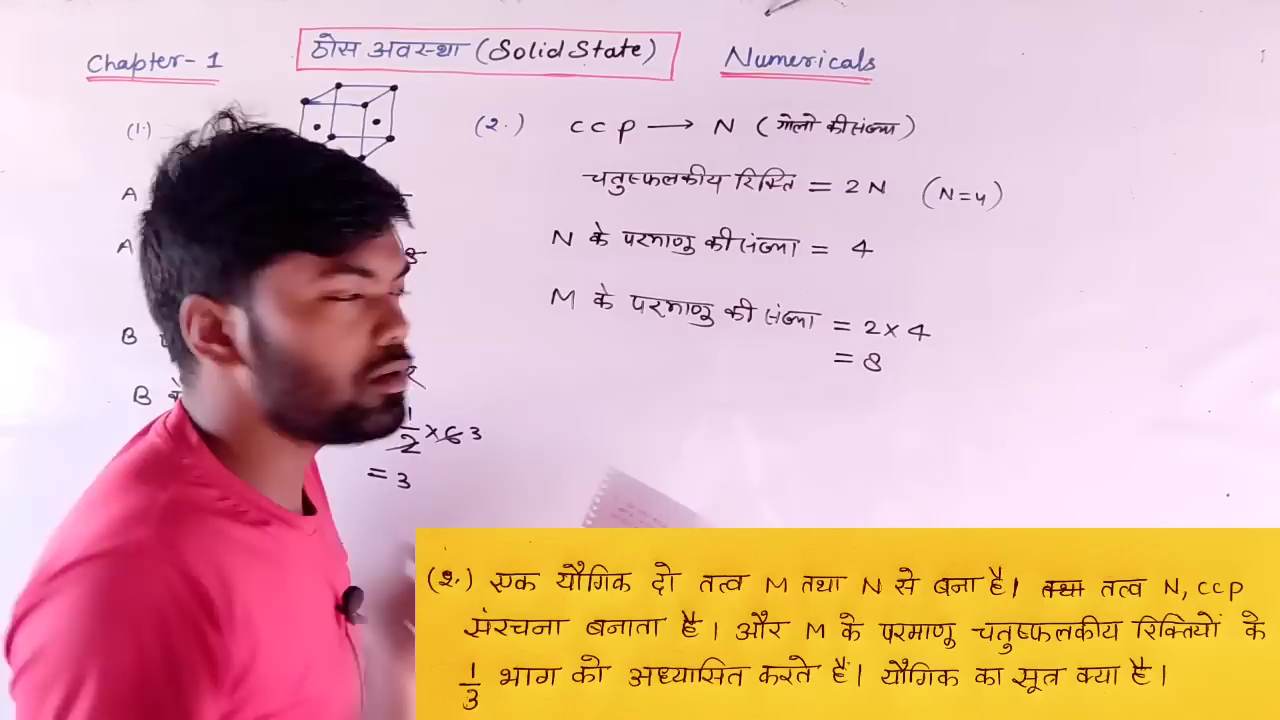 Chapter-1
ठोस अवस्था (Solid State)
Numericals
(1.)
A
A
B
B
1/2 × 6 3
= 3
(2.) ccp → N (गोलो की संख्या)
चतुष्फलकीय रिक्ति = 2N (N=4)
N के परमाणु की संख्या = 4
M के परमाणु की संख्या = 2×4
= 8
(2.) एक यौगिक दो तत्व M तथा N से बना है। तथा तत्व N, ccp
संरचना बनाता है। और M के परमाणु चतुष्फलकीय रिक्तियों के
1/3 भाग को अध्यासित करते हैं। यौगिक का सूत्र क्या है।